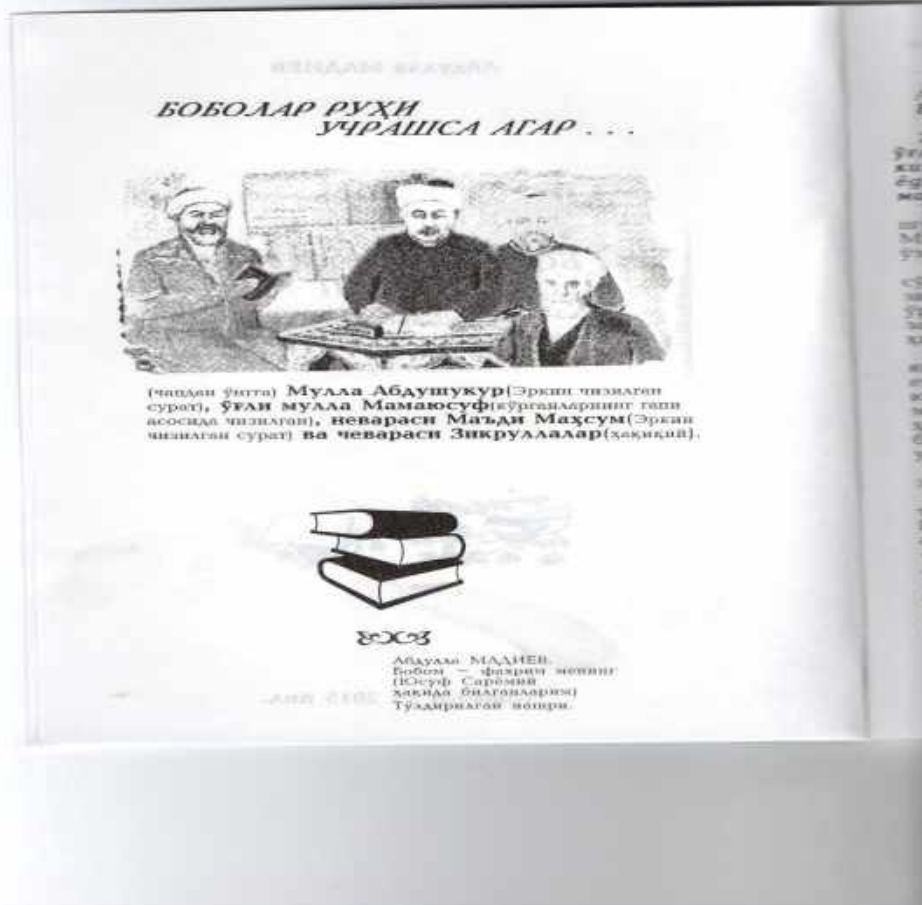 БОБОЛАР РУҲИ
УЧРАШСА АГАР . . .
(чапдан ўнгга) Мулла Абдушукур(Эркин чизилган
сурат), ўғли мулла Мамаюсуф(кўрганларнинг гапи
асосида чизилган), невараси Маъди Маҳсум(Эркин
чизилган сурат) ва чевараси Зикруллалар(ҳақиқий).
Абдулла МАДИЕВ.
Бобом – фахрим менинг
(Юсуф Сарёмий
ҳақида билганларим)
Тўлдирилган нашри.